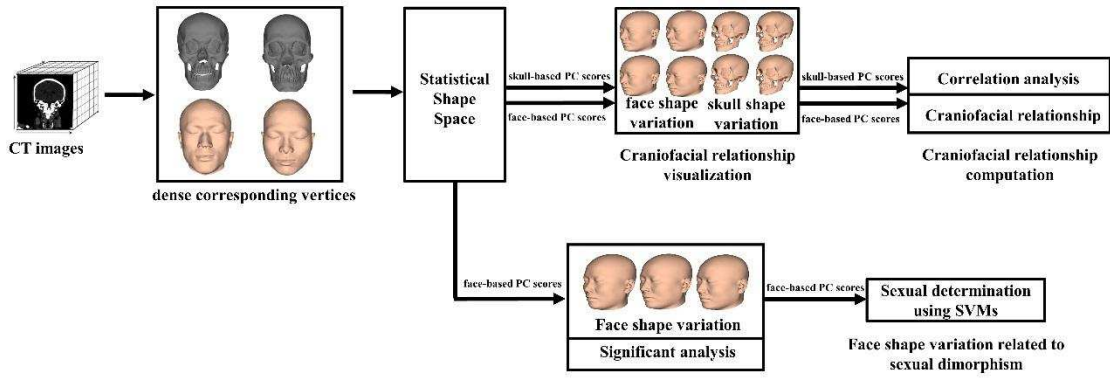 CT images
dense corresponding vertices
Statistical
Shape
Space
skull-based PC scores
face-based PC scores
face shape
variation
skull shape
variation
Craniofacial relationship
visualization
skull-based PC scores
face-based PC scores
Correlation analysis
Craniofacial relationship
Craniofacial relationship
computation
face-based PC scores
Face shape variation
Significant analysis
face-based PC scores
Sexual determination
using SVMs
Face shape variation related to
sexual dimorphism